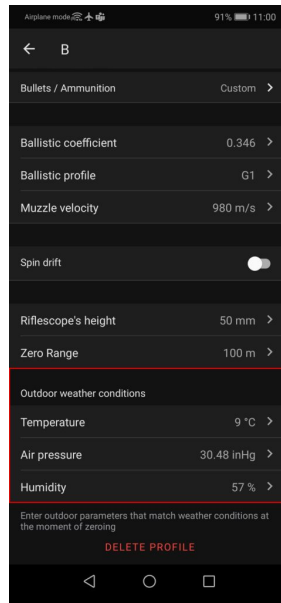 Airplane mode 91% 11:00
B
Bullets / Ammunition Custom
Ballistic coefficient 0.346
Ballistic profile G1
Muzzle velocity 980 m/s
Spin drift
Riflescope's height 50 mm
Zero Range 100 m
Outdoor weather conditions
Temperature 9 °C
Air pressure 30.48 inHg
Humidity 57 %
Enter outdoor parameters that match weather conditions at
the moment of zeroing
DELETE PROFILE